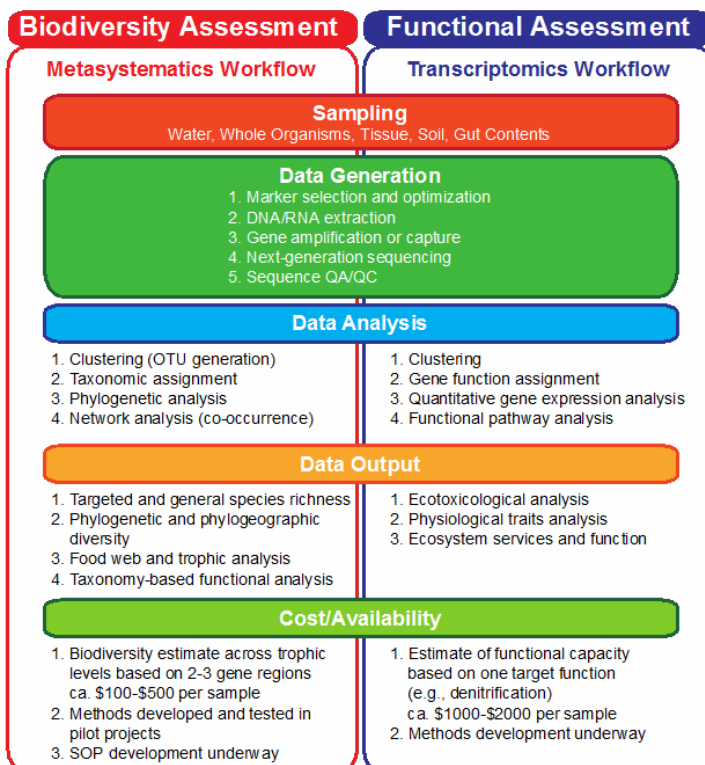 Biodiversity Assessment
Functional Assessment
Metasystematics Workflow
Transcriptomics Workflow
Sampling
Water, Whole Organisms, Tissue, Soil, Gut Contents
Data Generation
1. Marker selection and optimization
2. DNA/RNA extraction
3. Gene amplification or capture
4. Next-generation sequencing
5. Sequence QA/QC
Data Analysis
1. Clustering (OTU generation)
2. Taxonomic assignment
3. Phylogenetic analysis
4. Network analysis (co-occurrence)
1. Clustering
2. Gene function assignment
3. Quantitative gene expression analysis
4. Functional pathway analysis
Data Output
1. Targeted and general species richness
2. Phylogenetic and phylogeographic
diversity
3. Food web and trophic analysis
4. Taxonomy-based functional analysis
1. Ecotoxicological analysis
2. Physiological traits analysis
3. Ecosystem services and function
Cost/Availability
1. Biodiversity estimate across trophic
levels based on 2-3 gene regions
ca. $100-$500 per sample
2. Methods developed and tested in
pilot projects
3. SOP development underway
1. Estimate of functional capacity
based on one target function
(e.g., denitrification)
ca. $1000-$2000 per sample
2. Methods development underway